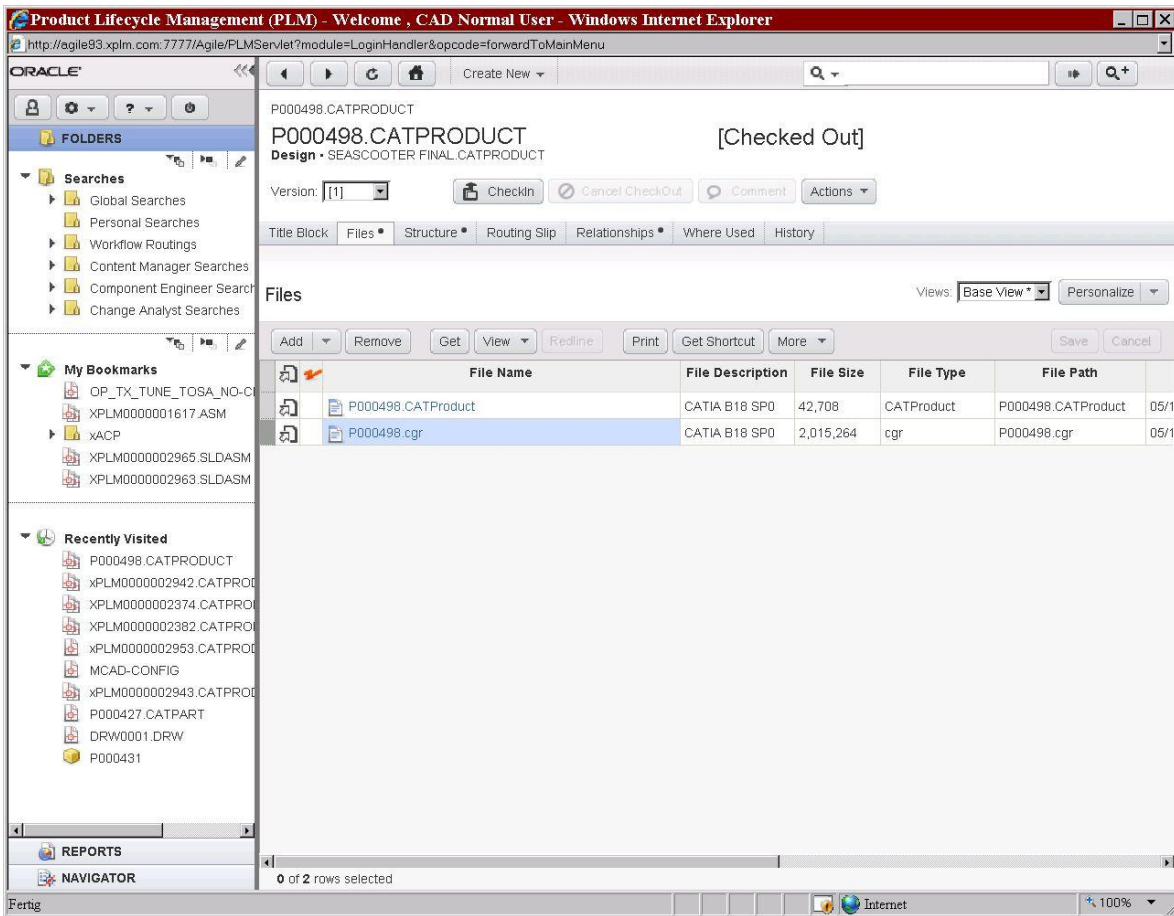 Product Lifecycle Management (PLM) - Welcome , CAD Normal User - Windows Internet Explorer
http://agile93.xplm.com:7777/Agile/PLMServlet?module=LoginHandler&opcode=forwardToMainMenu
ORACLE
Create New
FOLDERS
Searches
Global Searches
Personal Searches
Workflow Routings
Content Manager Searches
Component Engineer Search
Change Analyst Searches
My Bookmarks
OP_TX_TUNE_TOSA_NO-C
XPLM0000001617.ASM
xACP
XPLM0000002965.SLDASM
XPLM0000002963.SLDASM
Recently Visited
P000498.CATPRODUCT
xPLM0000002942.CATPROD
XPLM0000002374.CATPRO
XPLM0000002382.CATPRO
xPLM0000002953.CATPROD
MCAD-CONFIG
xPLM0000002943.CATPROD
P000427.CATPART
DRW0001.DRW
P000431
REPORTS
NAVIGATOR
P000498.CATPRODUCT
P000498.CATPRODUCT [Checked Out]
Design • SEASCOOTER FINAL.CATPRODUCT
Version: [1] CheckIn Cancel CheckOut Comment Actions
Title Block Files • Structure • Routing Slip Relationships • Where Used History
Files Views: Base View * Personalize
Add Remove Get View Redline Print Get Shortcut More Save Cancel
File Name File Description File Size File Type File Path
P000498.CATProduct CATIA B18 SP0 42,708 CATProduct P000498.CATProduct 05/1
P000498.cgr CATIA B18 SP0 2,015,264 cgr P000498.cgr 05/1
0 of 2 rows selected
Fertig Internet 100%